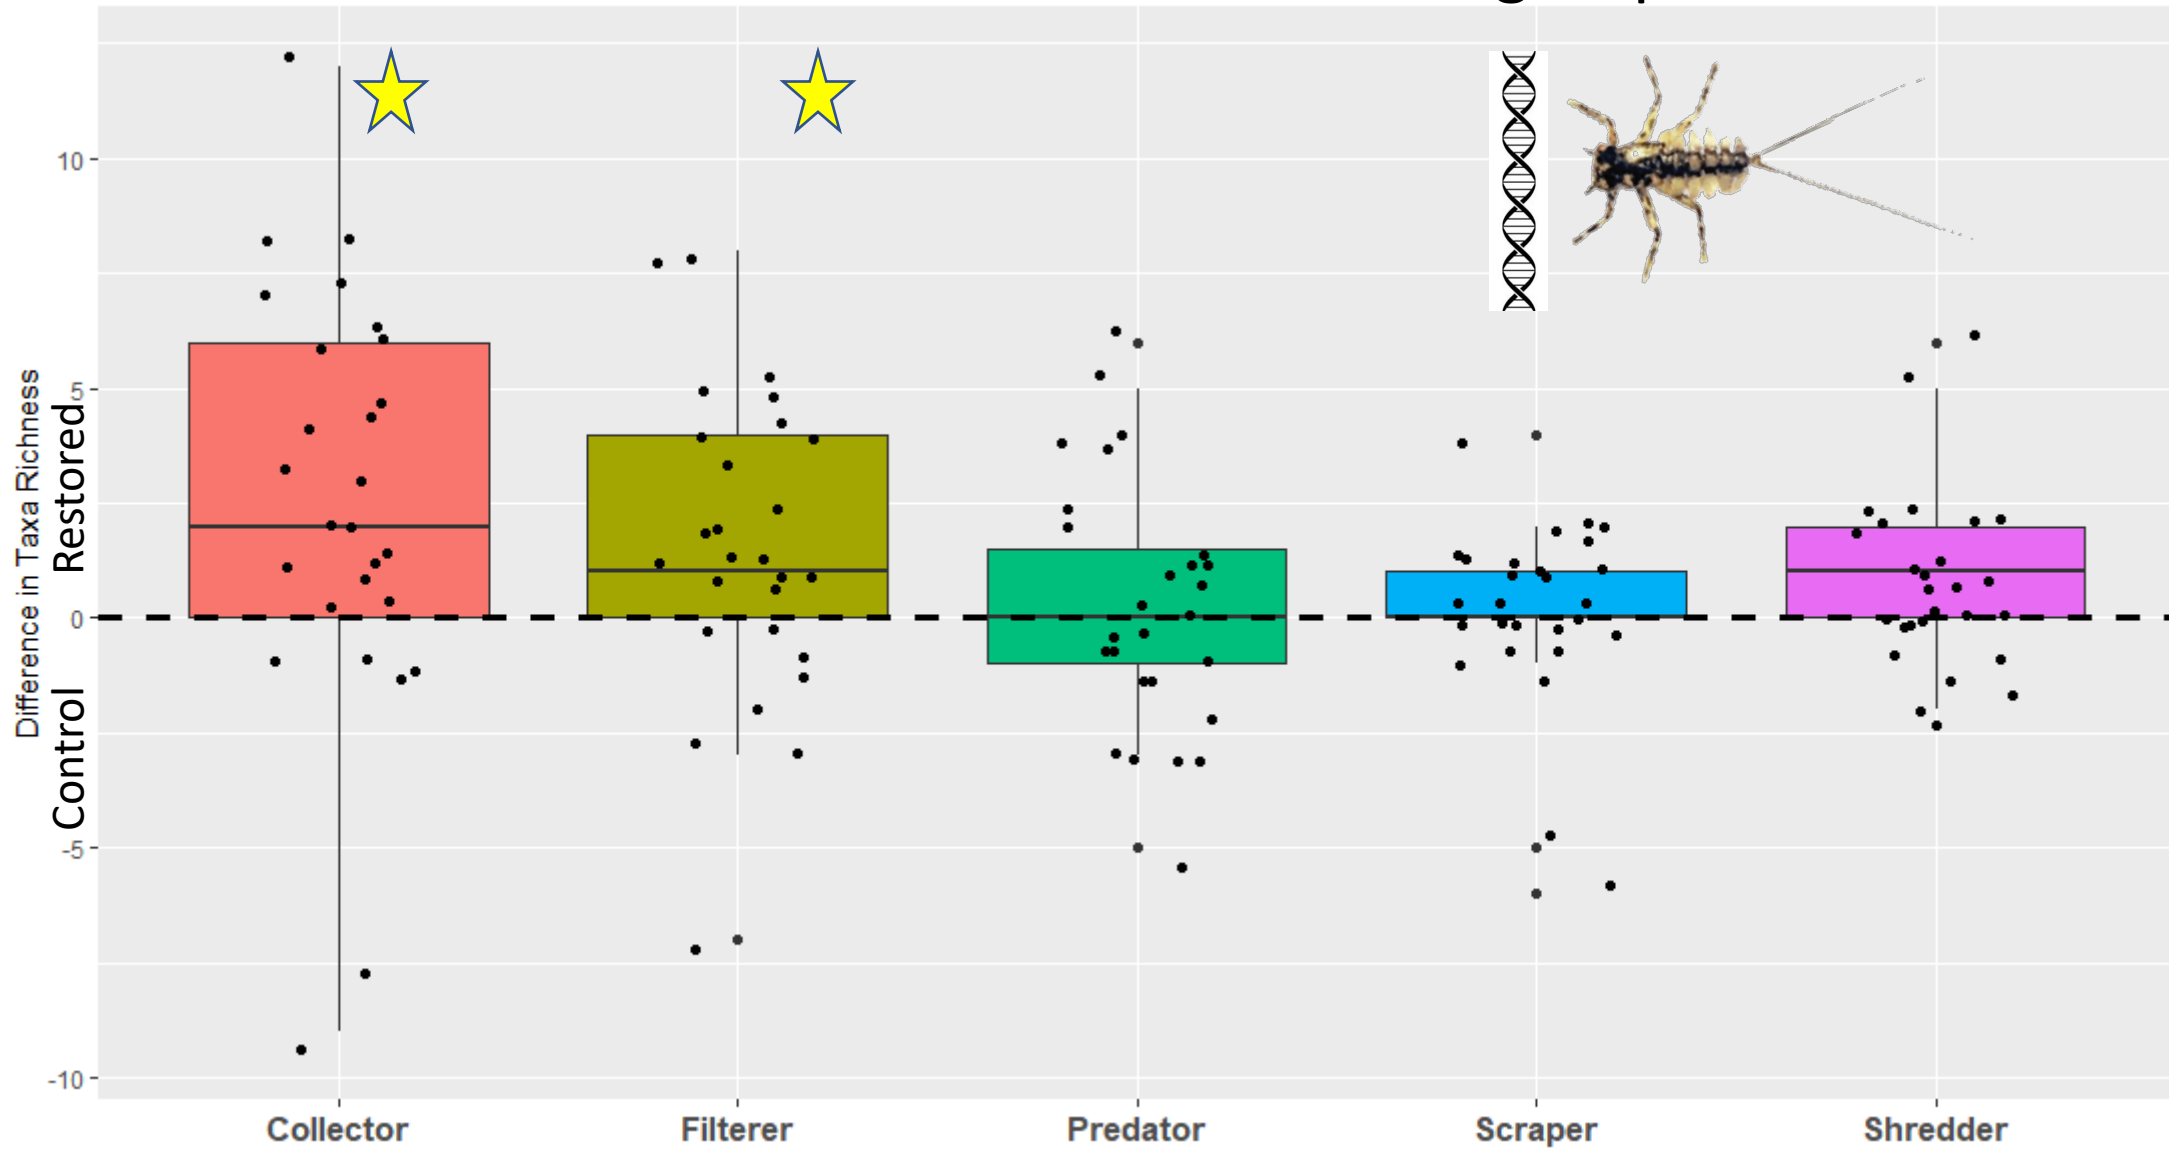 10
5
0
-5
-10
Difference in Taxa Richness
Control Restored
Collector Filterer Predator Scraper Shredder